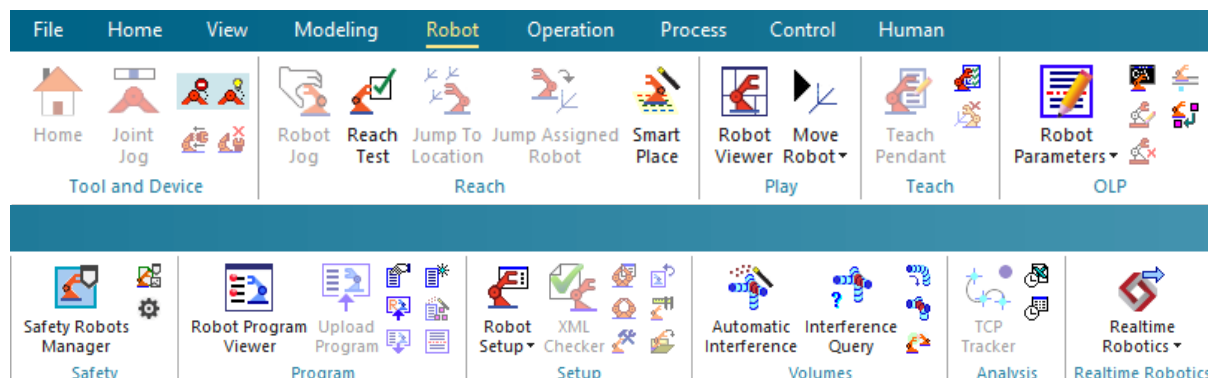 File Home View Modeling Robot Operation Process Control Human
Home Joint Robot Reach Jump To Jump Assigned Smart Robot Move Teach Robot
Jog Jog Test Location Robot Place Viewer Robot Pendant Parameters
Tool and Device Reach Play Teach OLP
Safety Robots Robot Program Upload Robot XML Automatic Interference TCP Realtime
Manager Viewer Program Setup Checker Interference Query Tracker Robotics
Safety Program Setup Volumes Analysis Realtime Robotics